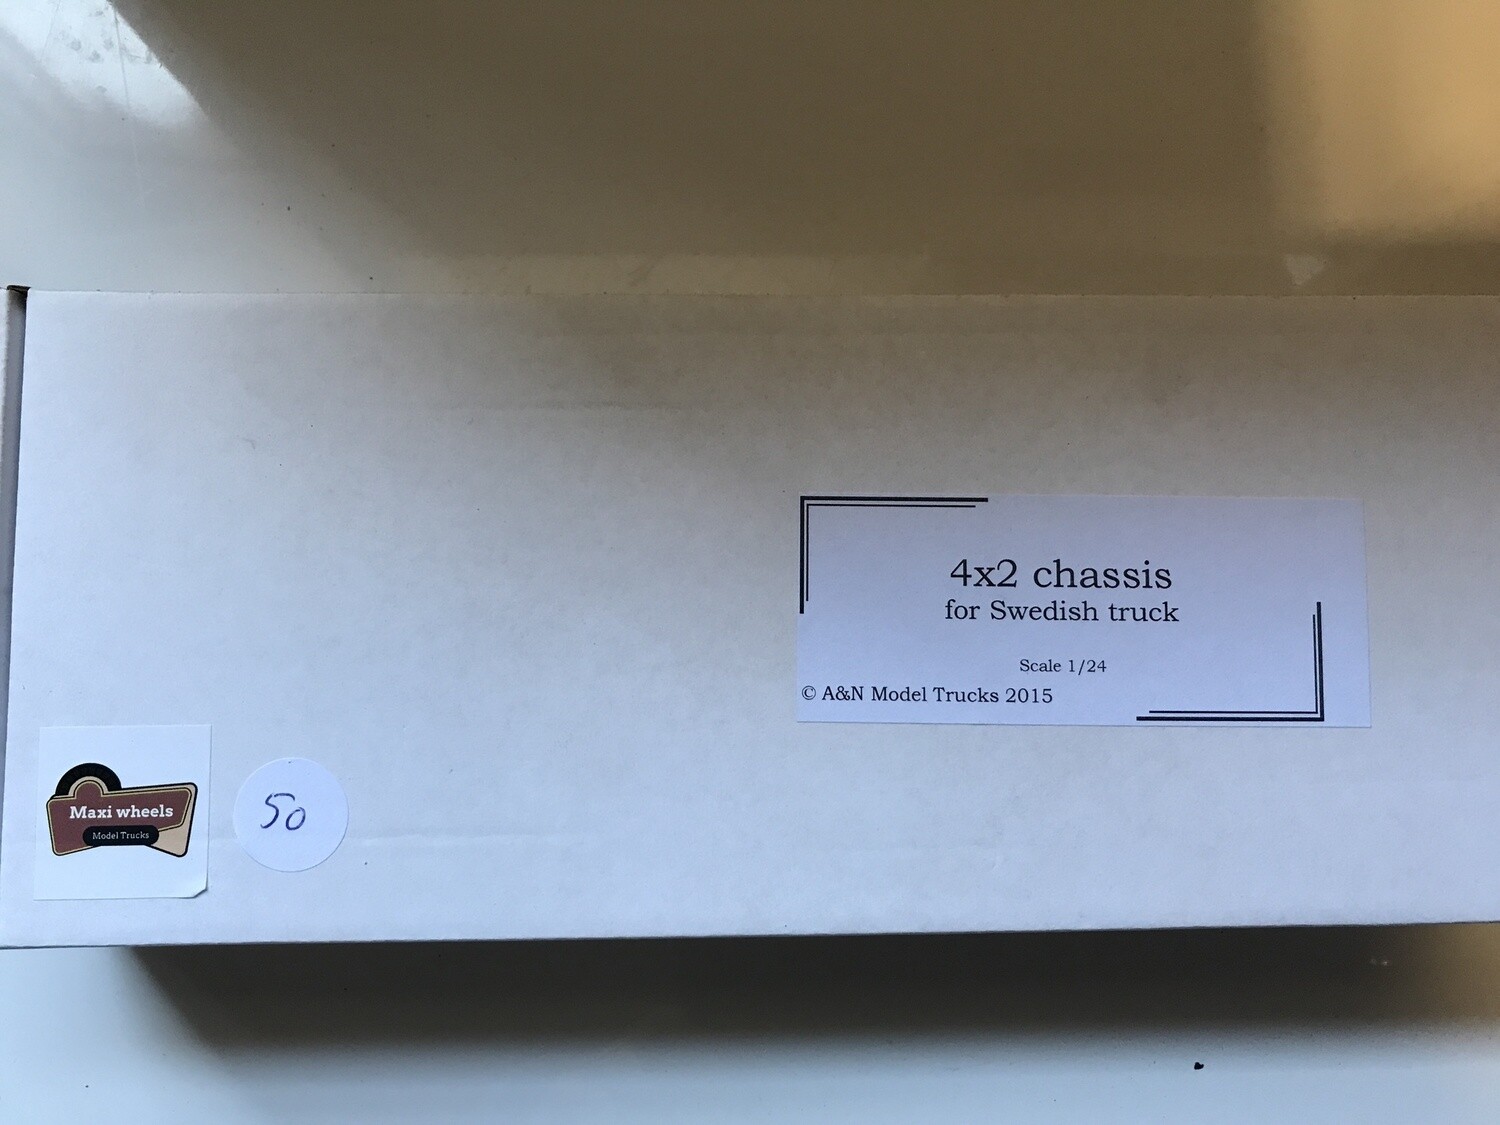 4x2 chassis
for Swedish truck
Scale 1/24
© A&N Model Trucks 2015
Maxi wheels
Model Trucks
50